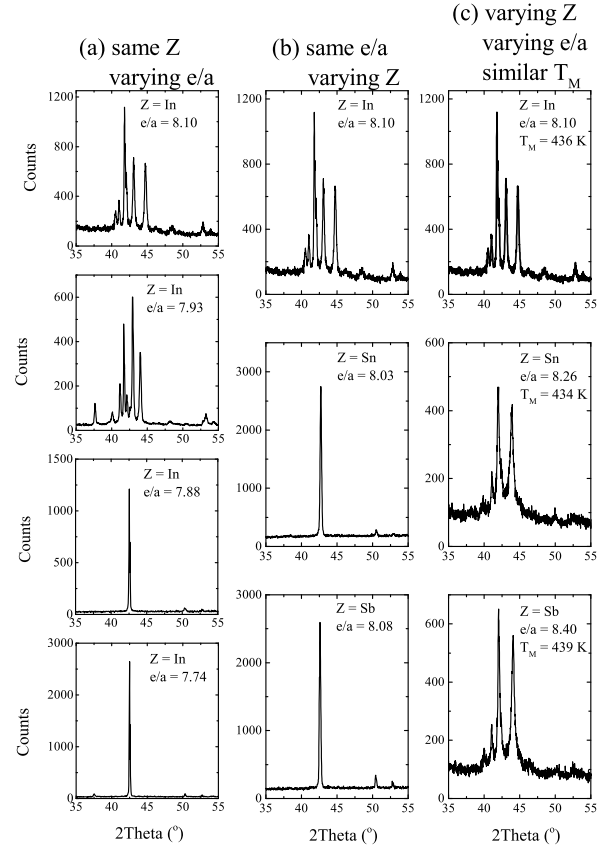 (a) same Z
varying e/a
(b) same e/a
varying Z
(c) varying Z
varying e/a
similar T_M
Counts
1200
800
400
0
35 40 45 50 55
Z = In
e/a = 8.10
Counts
600
400
200
0
35 40 45 50 55
Z = In
e/a = 7.93
Counts
1500
1000
500
0
35 40 45 50 55
Z = In
e/a = 7.88
Counts
3000
2000
1000
0
35 40 45 50 55
Z = In
e/a = 7.74
2Theta (°)
1200
800
400
0
35 40 45 50 55
Z = In
e/a = 8.10
3000
2000
1000
0
35 40 45 50 55
Z = Sn
e/a = 8.03
3000
2000
1000
0
35 40 45 50 55
Z = Sb
e/a = 8.08
2Theta (°)
1200
800
400
0
35 40 45 50 55
Z = In
e/a = 8.10
T_M = 436 K
600
400
200
0
35 40 45 50 55
Z = Sn
e/a = 8.26
T_M = 434 K
600
400
200
0
35 40 45 50 55
Z = Sb
e/a = 8.40
T_M = 439 K
2Theta (°)